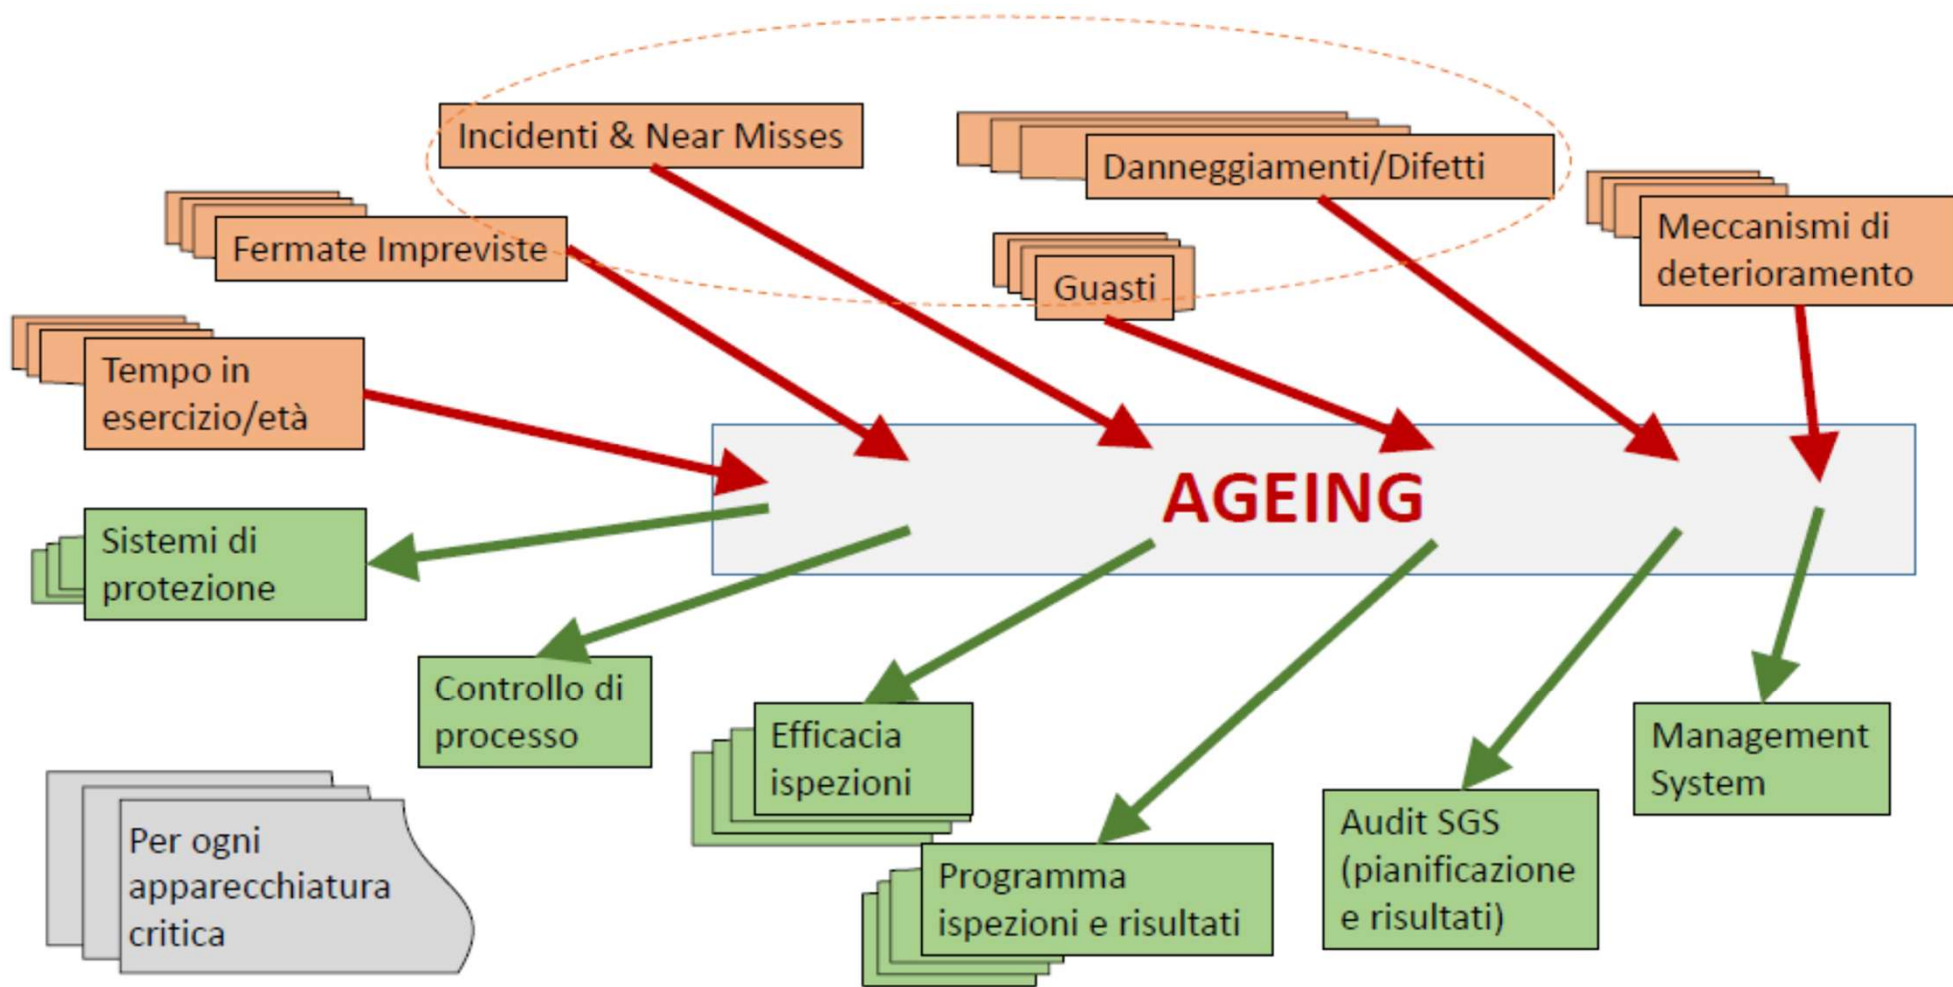 Incidenti & Near Misses
Danneggiamenti/Difetti
Fermate Impreviste
Guasti
Meccanismi di
deterioramento
Tempo in
esercizio/età
AGEING
Sistemi di
protezione
Controllo di
processo
Efficacia
ispezioni
Management
System
Per ogni
apparecchiatura
critica
Programma
ispezioni e risultati
Audit SGS
(pianificazione
e risultati)